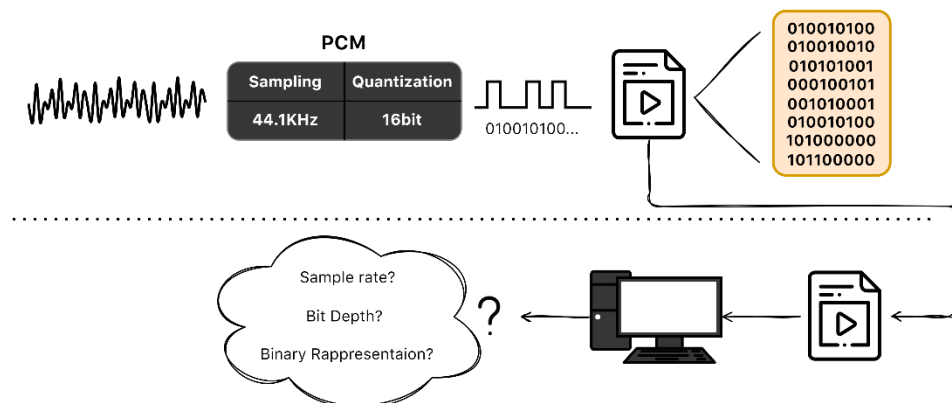 PCM
Sampling Quantization
44.1KHz 16bit
010010100...
010010100
010010010
010101001
000100101
001010001
010010100
101000000
101100000
Sample rate?
Bit Depth?
Binary Rappresentaion?
?